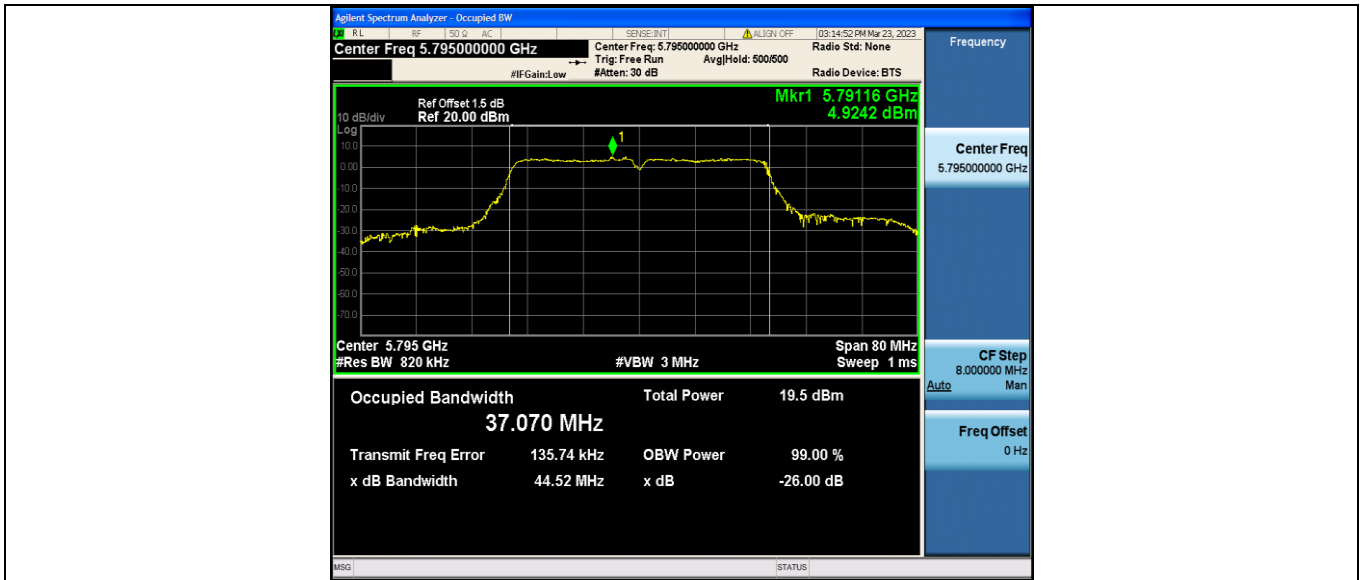 Agilent Spectrum Analyzer - Occupied BW
RL RF 50 Ω AC SENSE:INT ALIGN OFF 03:14:52 PM Mar 23, 2023
Center Freq 5.795000000 GHz
Center Freq: 5.795000000 GHz Radio Std: None
Trig: Free Run Avg|Hold: 500/500
#IFGain:Low #Atten: 30 dB Radio Device: BTS
Frequency
Mkr1 5.79116 GHz
4.9242 dBm
Ref Offset 1.5 dB
10 dB/div Ref 20.00 dBm
Log
10.0
0.00
-10.0
-20.0
-30.0
-40.0
-50.0
-60.0
-70.0
1
Center 5.795 GHz Span 80 MHz
#Res BW 820 kHz #VBW 3 MHz Sweep 1 ms
Occupied Bandwidth Total Power 19.5 dBm
37.070 MHz
Transmit Freq Error 135.74 kHz OBW Power 99.00 %
x dB Bandwidth 44.52 MHz x dB -26.00 dB
Center Freq
5.795000000 GHz
CF Step
8.000000 MHz
Auto Man
Freq Offset
0 Hz
MSG STATUS